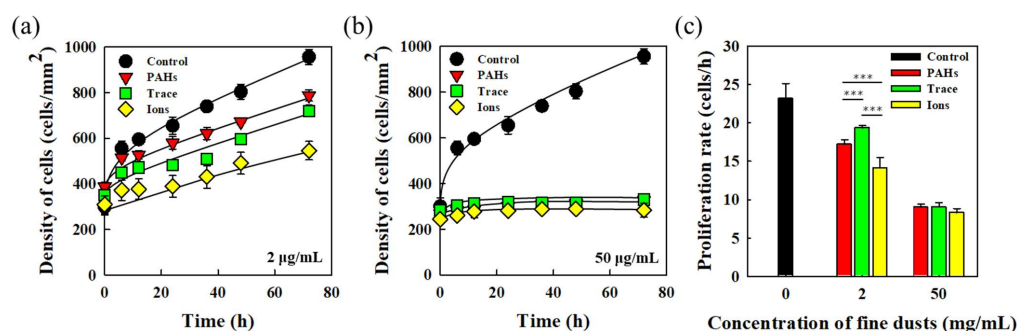 (a)
Density of cells (cells/mm²)
1000
800
600
400
200
0
Control
PAHs
Trace
Ions
2 μg/mL
0
20
40
60
80
Time (h)
(b)
Density of cells (cells/mm²)
1000
800
600
400
200
0
Control
PAHs
Trace
Ions
50 μg/mL
0
20
40
60
80
Time (h)
(c)
Proliferation rate (cells/h)
30
25
20
15
10
5
0
Control
PAHs
Trace
Ions
***
***
***
0
2
50
Concentration of fine dusts (mg/mL)